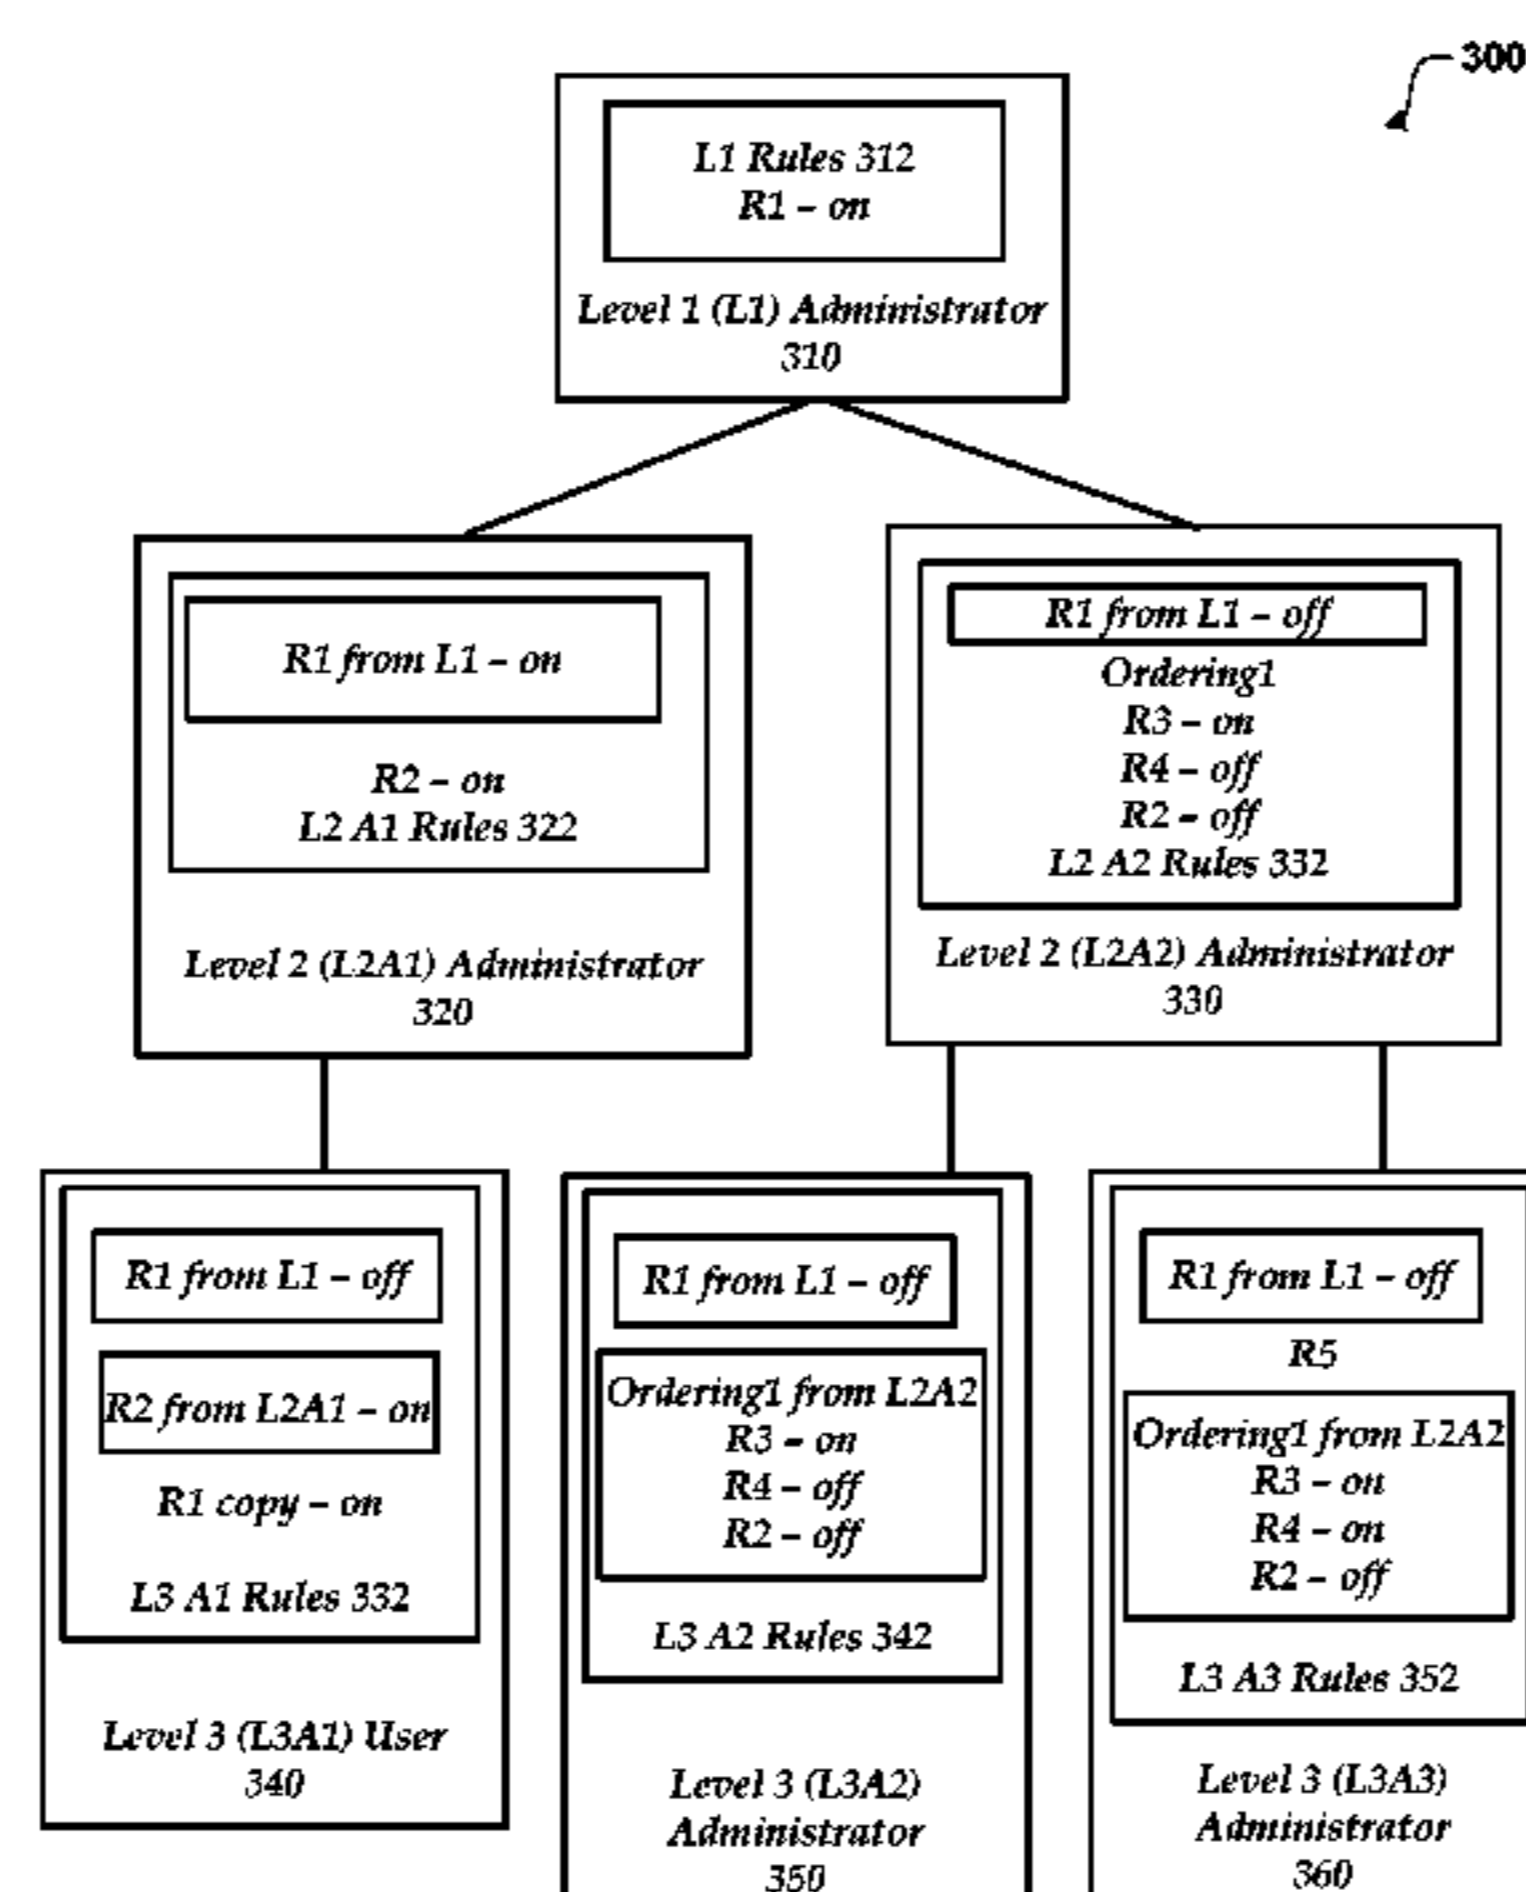 300
L1 Rules 312
R1 – on
Level 1 (L1) Administrator
310
R1 from L1 – on
R2 – on
L2 A1 Rules 322
Level 2 (L2A1) Administrator
320
R1 from L1 – off
Ordering1
R3 – on
R4 – off
R2 – off
L2 A2 Rules 332
Level 2 (L2A2) Administrator
330
R1 from L1 – off
R2 from L2A1 – on
R1 copy – on
L3 A1 Rules 332
Level 3 (L3A1) User
340
R1 from L1 – off
Ordering1 from L2A2
R3 – on
R4 – off
R2 – off
L3 A2 Rules 342
Level 3 (L3A2)
Administrator
350
R1 from L1 – off
R5
Ordering1 from L2A2
R3 – on
R4 – on
R2 – off
L3 A3 Rules 352
Level 3 (L3A3)
Administrator
360